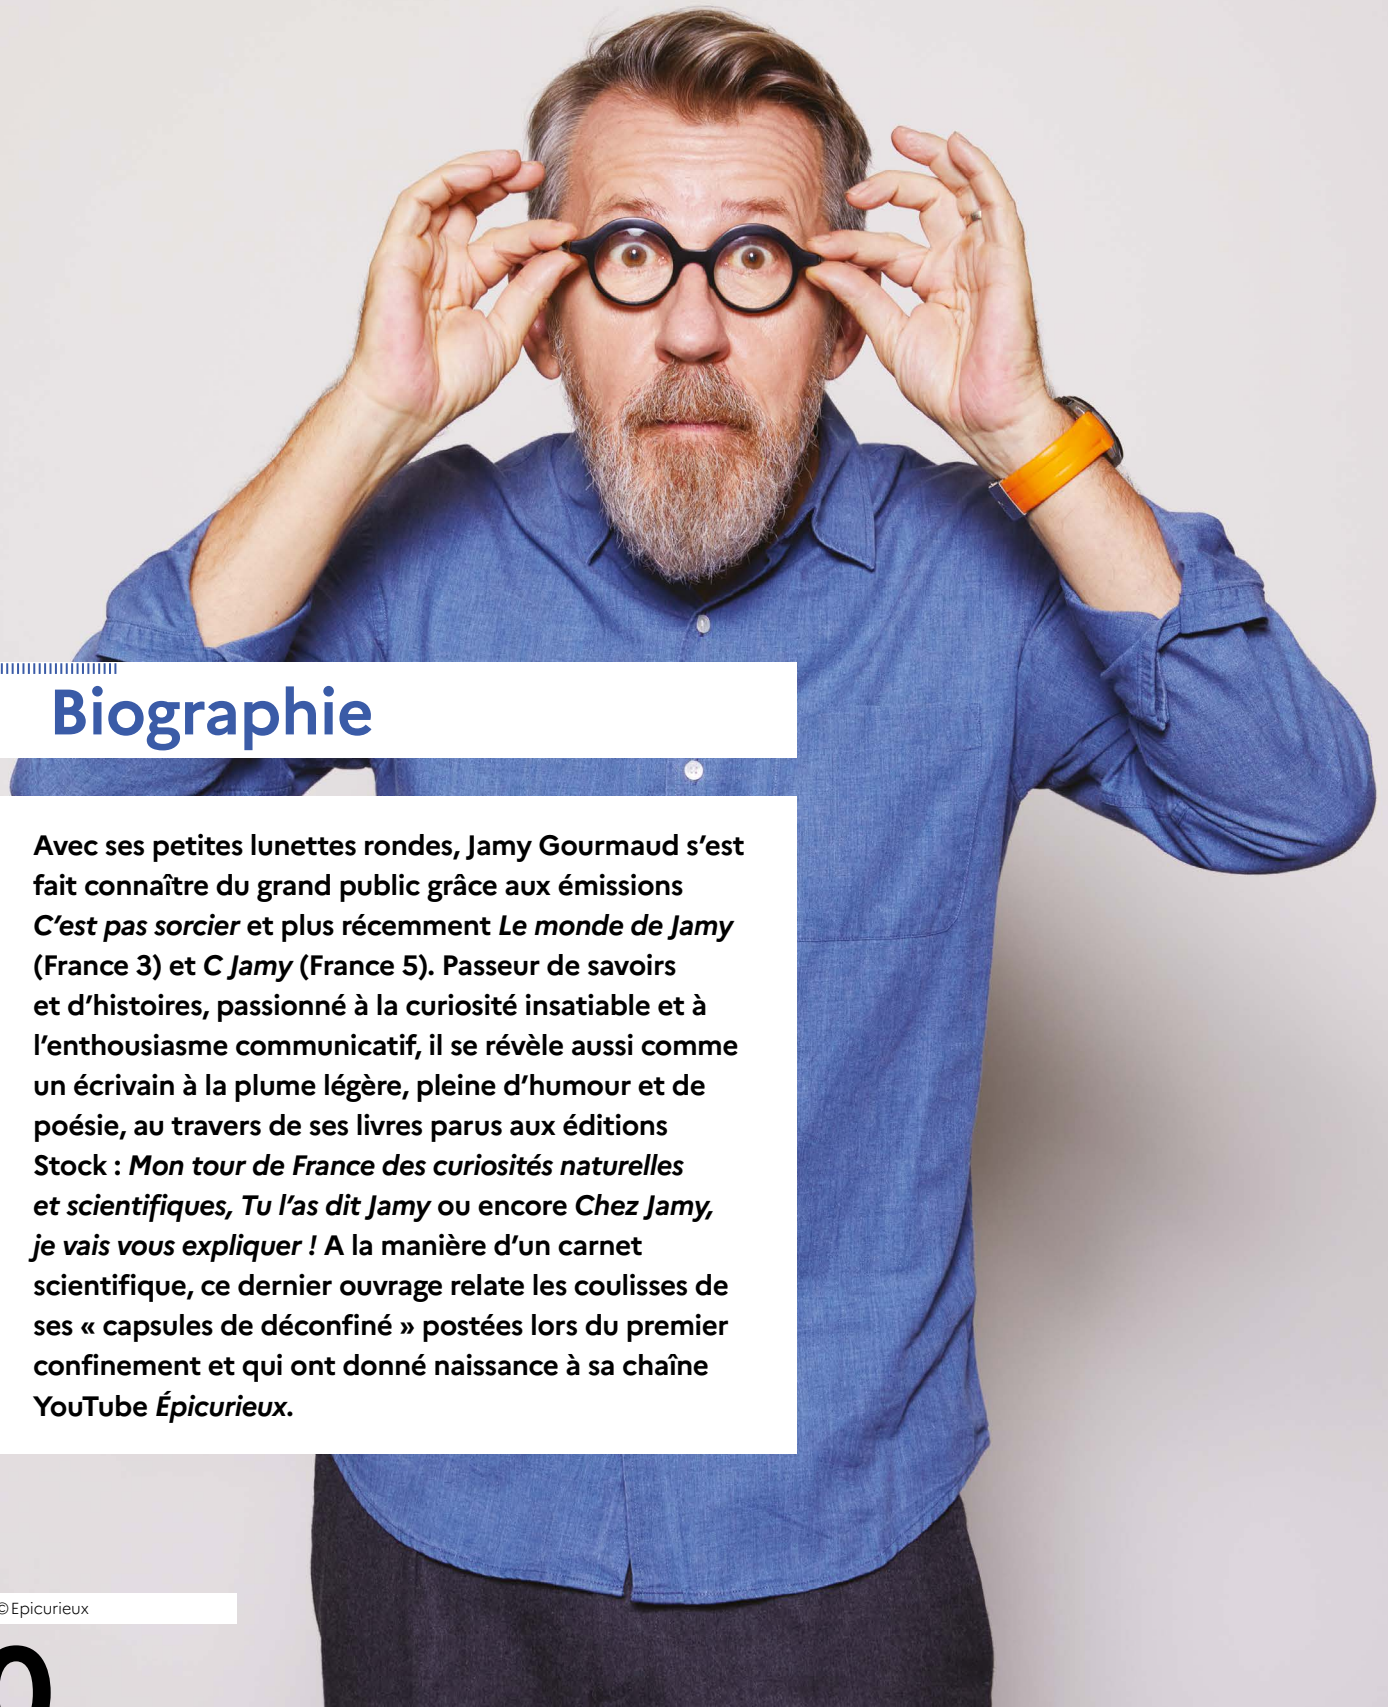 Biographie
Avec ses petites lunettes rondes, Jamy Gourmaud s’est
fait connaître du grand public grâce aux émissions
C’est pas sorcier et plus récemment Le monde de Jamy
(France 3) et C Jamy (France 5). Passeur de savoirs
et d’histoires, passionné à la curiosité insatiable et à
l’enthousiasme communicatif, il se révèle aussi comme
un écrivain à la plume légère, pleine d’humour et de
poésie, au travers de ses livres parus aux éditions
Stock : Mon tour de France des curiosités naturelles
et scientifiques, Tu l’as dit Jamy ou encore Chez Jamy,
je vais vous expliquer ! A la manière d’un carnet
scientifique, ce dernier ouvrage relate les coulisses de
ses « capsules de déconfiné » postées lors du premier
confinement et qui ont donné naissance à sa chaîne
YouTube Épicurieux.
© Epicurieux